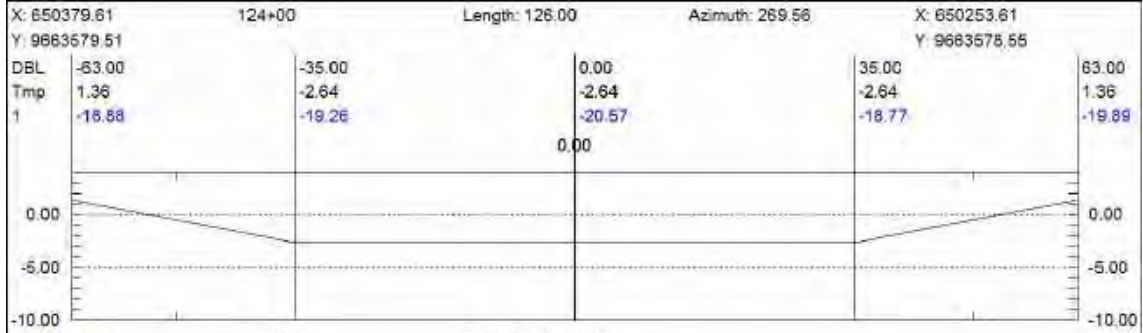 X: 650379.61 124+00 Length: 126.00 Azimuth: 269.56 X: 650253.61
Y: 9663579.51 Y: 9663578.55
DBL -63.00 -35.00 0.00 35.00 63.00
Tmp 1.36 -2.64 -2.64 -2.64 1.36
1 -18.88 -19.26 -20.57 -18.77 -19.89
0.00
0.00 0.00
-5.00 -5.00
-10.00 -10.00